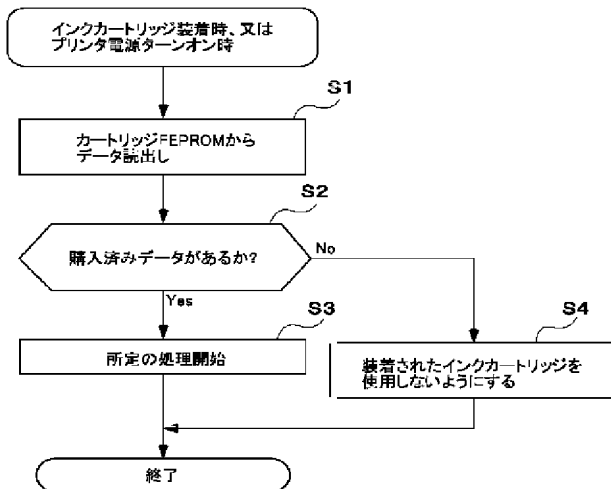 インクカートリッジ装着時、又は
プリンタ電源ターンオン時
S1
カートリッジFEPROMから
データ読出し
S2
購入済みデータがあるか?
No
Yes
S3
所定の処理開始
S4
装着されたインクカートリッジを
使用しないようにする
終了